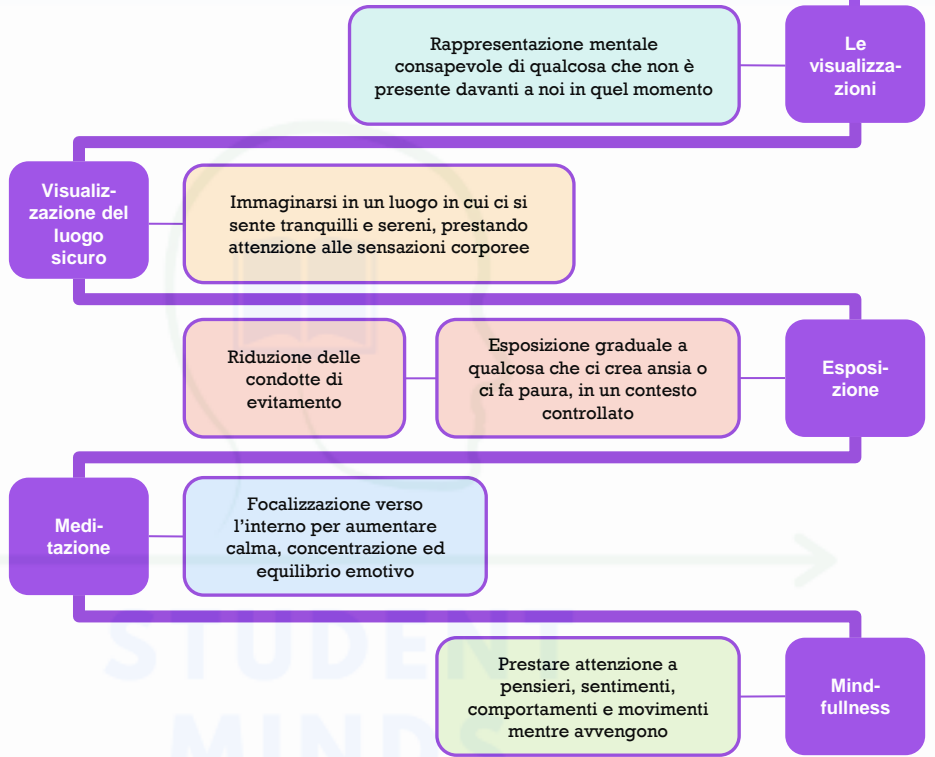 Rappresentazione mentale
consapevole di qualcosa che non è
presente davanti a noi in quel momento
Le
visualizza-
zioni
Visualiz-
zazione del
luogo
sicuro
Immaginarsi in un luogo in cui ci si
sente tranquilli e sereni, prestando
attenzione alle sensazioni corporee
Riduzione delle
condotte di
evitamento
Esposizione graduale a
qualcosa che ci crea ansia o
ci fa paura, in un contesto
controllato
Esposi-
zione
Medi-
tazione
Focalizzazione verso
l’interno per aumentare
calma, concentrazione ed
equilibrio emotivo
STUDENT
MINDS
Prestare attenzione a
pensieri, sentimenti,
comportamenti e movimenti
mentre avvengono
Mind-
fullness